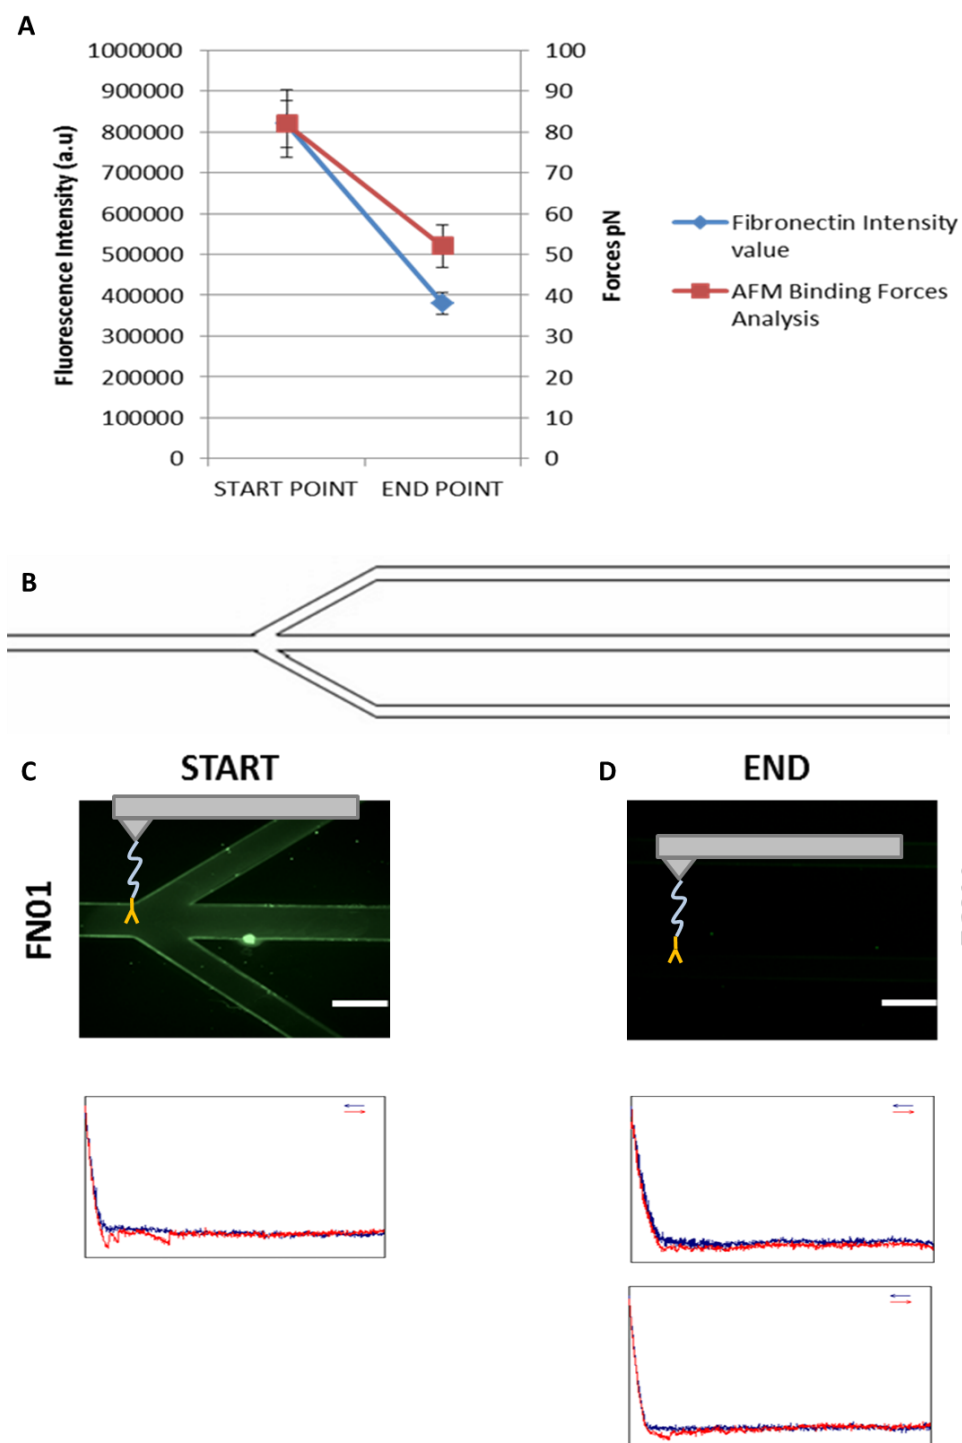 A
1000000
900000
800000
700000
600000
500000
400000
300000
200000
100000
0
Fluorescence Intensity (a.u)
100
90
80
70
60
50
40
30
20
10
0
Forces pN
START POINT
END POINT
Fibronectin Intensity
value
AFM Binding Forces
Analysis
B
C
START
D
END
FN01